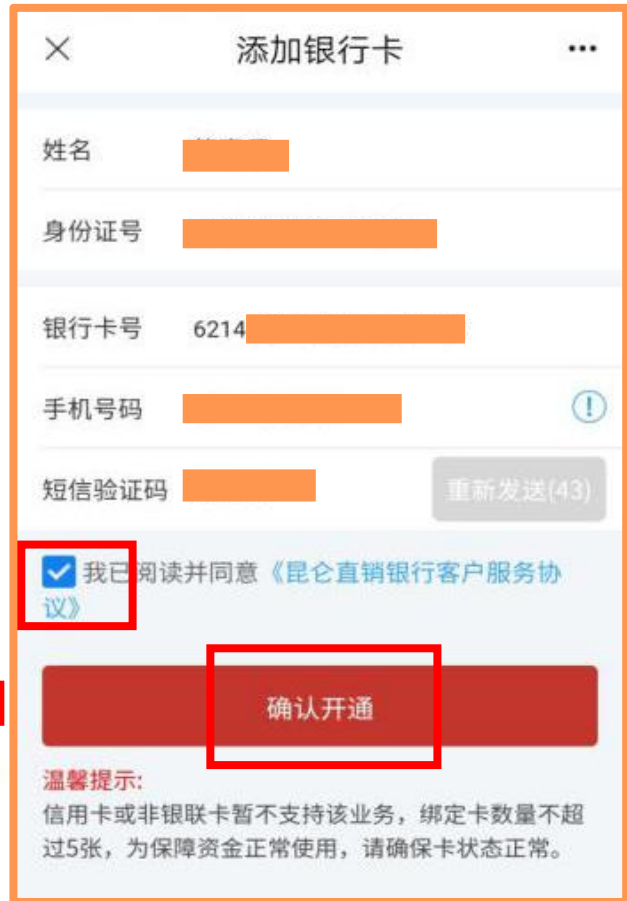 添加银行卡
姓名
身份证号
银行卡号 6214
手机号码
短信验证码 重新发送(43)
我已阅读并同意《昆仑直销银行客户服务协
议》
确认开通
温馨提示:
信用卡或非银联卡暂不支持该业务，绑定卡数量不超
过5张，为保障资金正常使用，请确保卡状态正常。